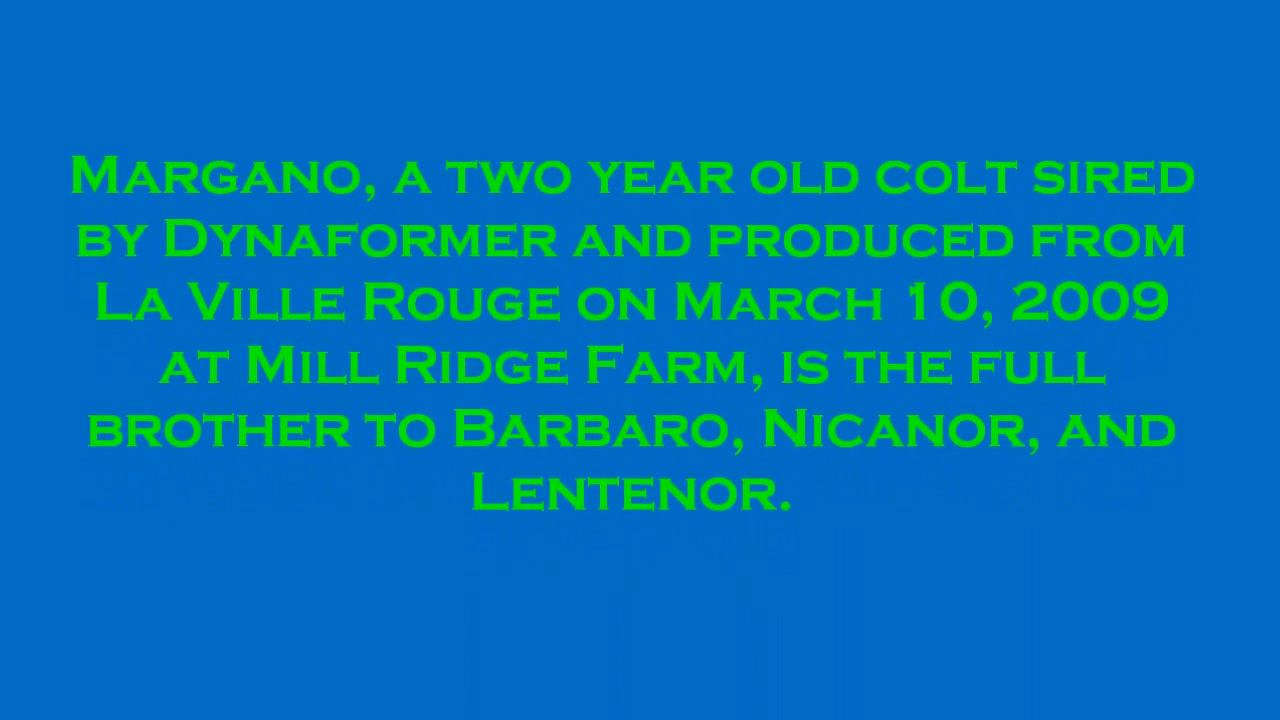 Margano, a two year old colt sired
by Dynaformer and produced from
La Ville Rouge on March 10, 2009
at Mill Ridge Farm, is the full
brother to Barbaro, Nicanor, and
Lentenor.